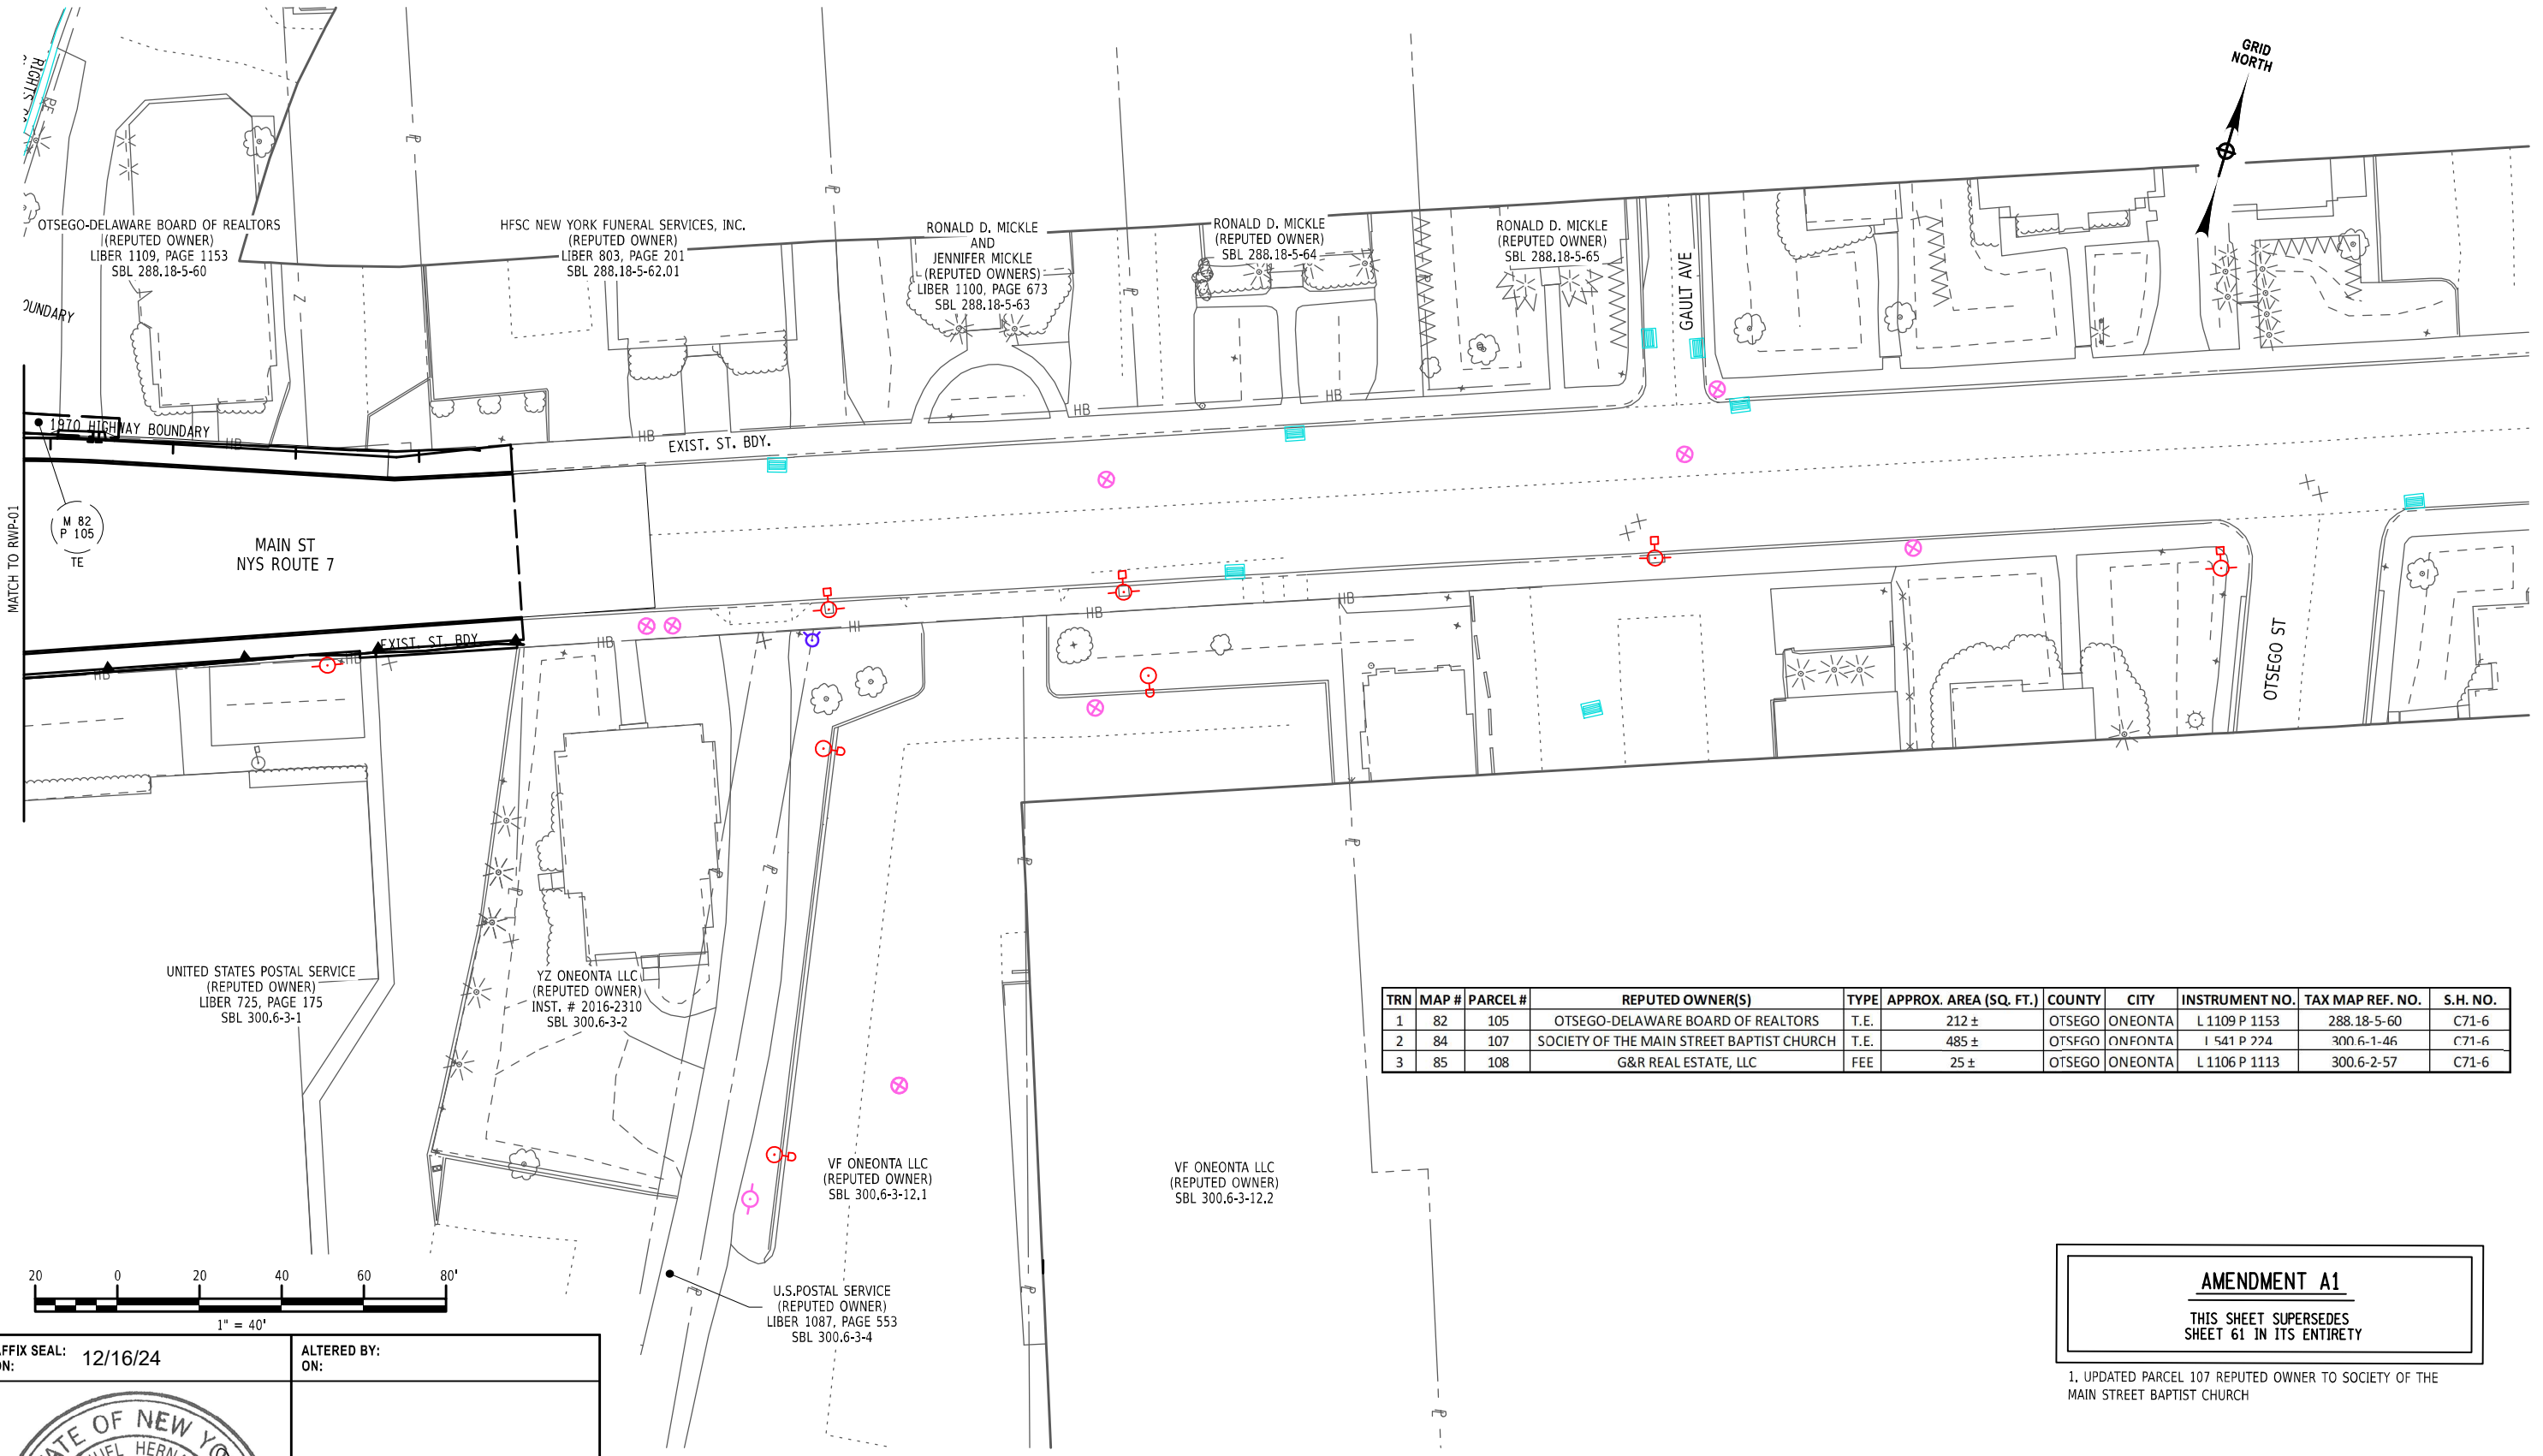 GRID
NORTH
RIGHTS
PE
OTSEGO-DELAWARE BOARD OF REALTORS
(REPUTED OWNER)
LIBER 1109, PAGE 1153
SBL 288.18-5-60
HFSC NEW YORK FUNERAL SERVICES, INC.
(REPUTED OWNER)
LIBER 803, PAGE 201
SBL 288.18-5-62.01
RONALD D. MICKLE
AND
JENNIFER MICKLE
(REPUTED OWNERS)
LIBER 1100, PAGE 673
SBL 288.18-5-63
RONALD D. MICKLE
(REPUTED OWNER)
SBL 288.18-5-64
RONALD D. MICKLE
(REPUTED OWNER)
SBL 288.18-5-65
GAULT AVE
OUNDARY
1970 HIGHWAY BOUNDARY
HB
HB
HB
HB
EXIST. ST. BDY.
MATCH TO RWP-01
M 82
P 105
TE
MAIN ST
NYS ROUTE 7
EXIST. ST. BDY
HB
HB
HB
HB
HB
OTSEGO ST
UNITED STATES POSTAL SERVICE
(REPUTED OWNER)
LIBER 725, PAGE 175
SBL 300.6-3-1
YZ ONEONTA LLC
(REPUTED OWNER)
INST. # 2016-2310
SBL 300.6-3-2
VF ONEONTA LLC
(REPUTED OWNER)
SBL 300.6-3-12.1
VF ONEONTA LLC
(REPUTED OWNER)
SBL 300.6-3-12.2
U.S.POSTAL SERVICE
(REPUTED OWNER)
LIBER 1087, PAGE 553
SBL 300.6-3-4
TRN MAP # PARCEL # REPUTED OWNER(S) TYPE APPROX. AREA (SQ. FT.) COUNTY CITY INSTRUMENT NO. TAX MAP REF. NO. S.H. NO.
1 82 105 OTSEGO-DELAWARE BOARD OF REALTORS T.E. 212 ± OTSEGO ONEONTA L 1109 P 1153 288.18-5-60 C71-6
2 84 107 SOCIETY OF THE MAIN STREET BAPTIST CHURCH T.E. 485 ± OTSEGO ONEONTA L 541 P 224 300.6-1-46 C71-6
3 85 108 G&R REAL ESTATE, LLC FEE 25 ± OTSEGO ONEONTA L 1106 P 1113 300.6-2-57 C71-6
20 0 20 40 60 80'
1" = 40'
AFFIX SEAL: 12/16/24
ON:
ALTERED BY:
ON:
STATE OF NEW YO
UEL HERNA
AMENDMENT A1
THIS SHEET SUPERSEDES
SHEET 61 IN ITS ENTIRETY
1. UPDATED PARCEL 107 REPUTED OWNER TO SOCIETY OF THE
MAIN STREET BAPTIST CHURCH